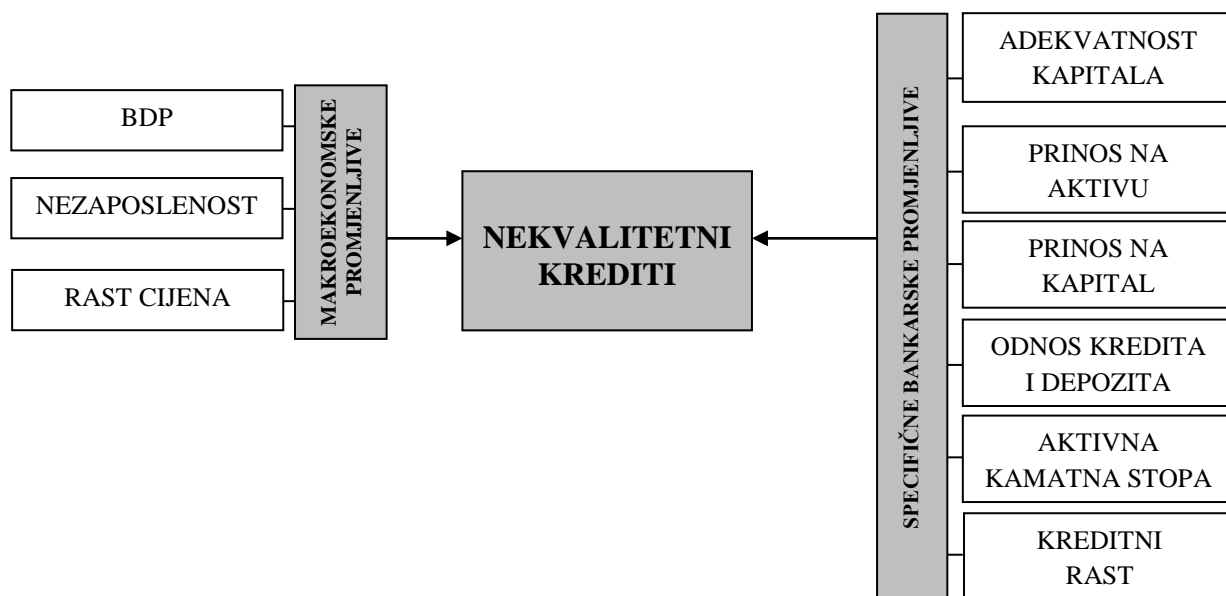 BDP
NEZAPOSLENOST
RAST CIJENA
MAKROEKONOMSKE
PROMJENLJIVE
NEKVALITETNI
KREDITI
SPECIFIČNE BANKARSKE PROMJENLJIVE
ADEKVATNOST
KAPITALA
PRINOS NA
AKTIVU
PRINOS NA
KAPITAL
ODNOS KREDITA
I DEPOZITA
AKTIVNA
KAMATNA STOPA
KREDITNI
RAST